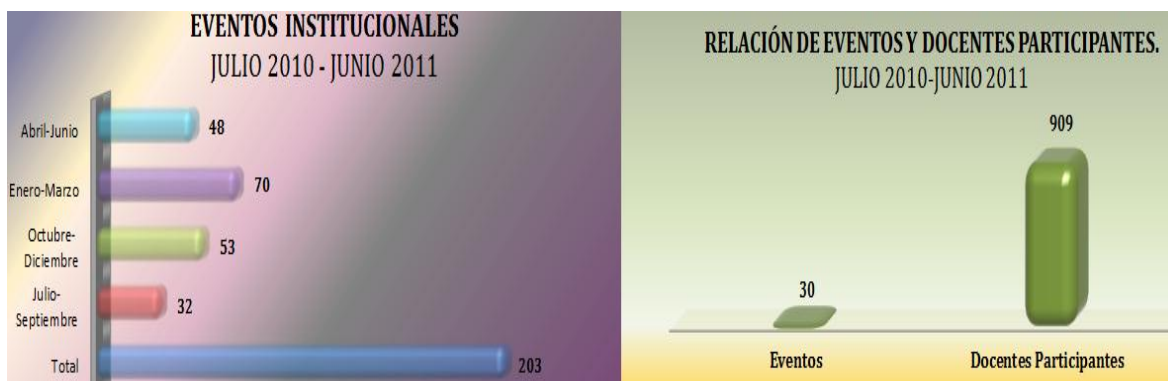 EVENTOS INSTITUCIONALES
JULIO 2010 - JUNIO 2011
Abril-Junio
48
Enero-Marzo
70
Octubre-
Diciembre
53
Julio-
Septiembre
32
Total
203
RELACIÓN DE EVENTOS Y DOCENTES PARTICIPANTES.
JULIO 2010-JUNIO 2011
909
30
Eventos
Docentes Participantes